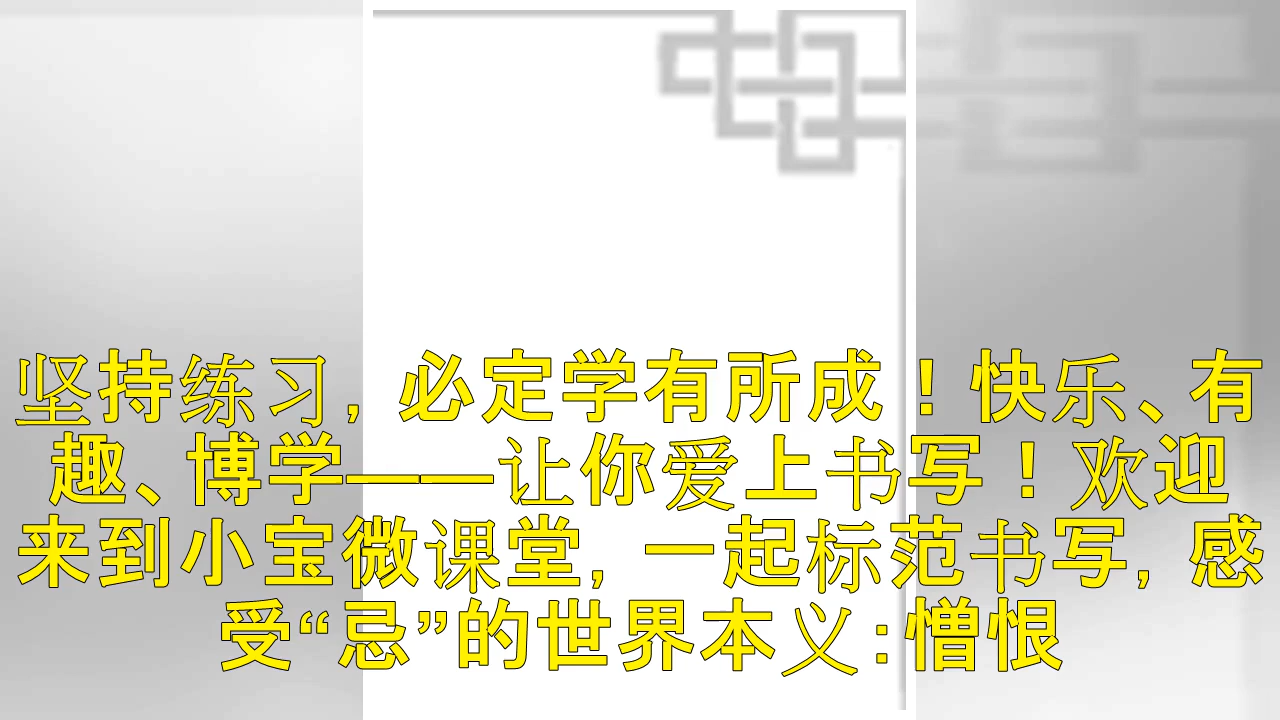 坚持练习，必定学有所成！快乐、有
趣、博学——让你爱上书写！欢迎
来到小宝微课堂，一起标范书写，感
受“忌”的世界本义：憎恨